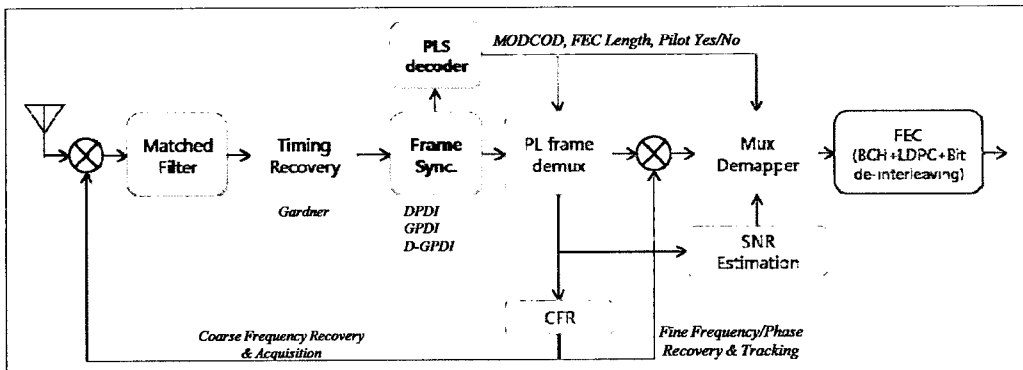 PLS
decoder
MODCOD, FEC Length, Pilot Yes/No
Matched
Filter
Timing
Recovery
Frame
Sync.
PL frame
demux
Mux
Demapper
FEC
(BCH+LDPC+Bit
de-interleaving)
Gardner
DPDI
GPDI
D-GPDI
SNR
Estimation
CFR
Coarse Frequency Recovery
& Acquisition
Fine Frequency/Phase
Recovery & Tracking